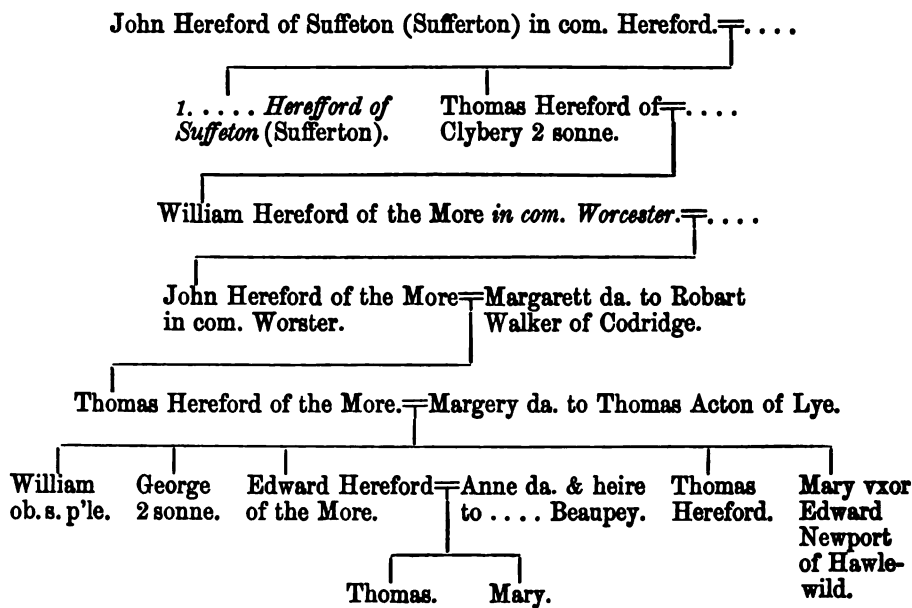 John Hereford of Suffeton (Sufferton) in com. Hereford.=. . . .
1. . . . . Herefford of
Suffeton (Sufferton).
Thomas Hereford of=. . . .
Clybery 2 sonne.
William Hereford of the More in com. Worcester.=. . . .
John Hereford of the More=Margarett da. to Robart
in com. Worster.
Walker of Codridge.
Thomas Hereford of the More.=Margery da. to Thomas Acton of Lye.
William
ob. s. p'le.
George
2 sonne.
Edward Hereford=Anne da. & heire
of the More.
to . . . . Beaupey.
Thomas
Hereford.
Mary vxor
Edward
Newport
of Hawle-
wild.
Thomas.
Mary.